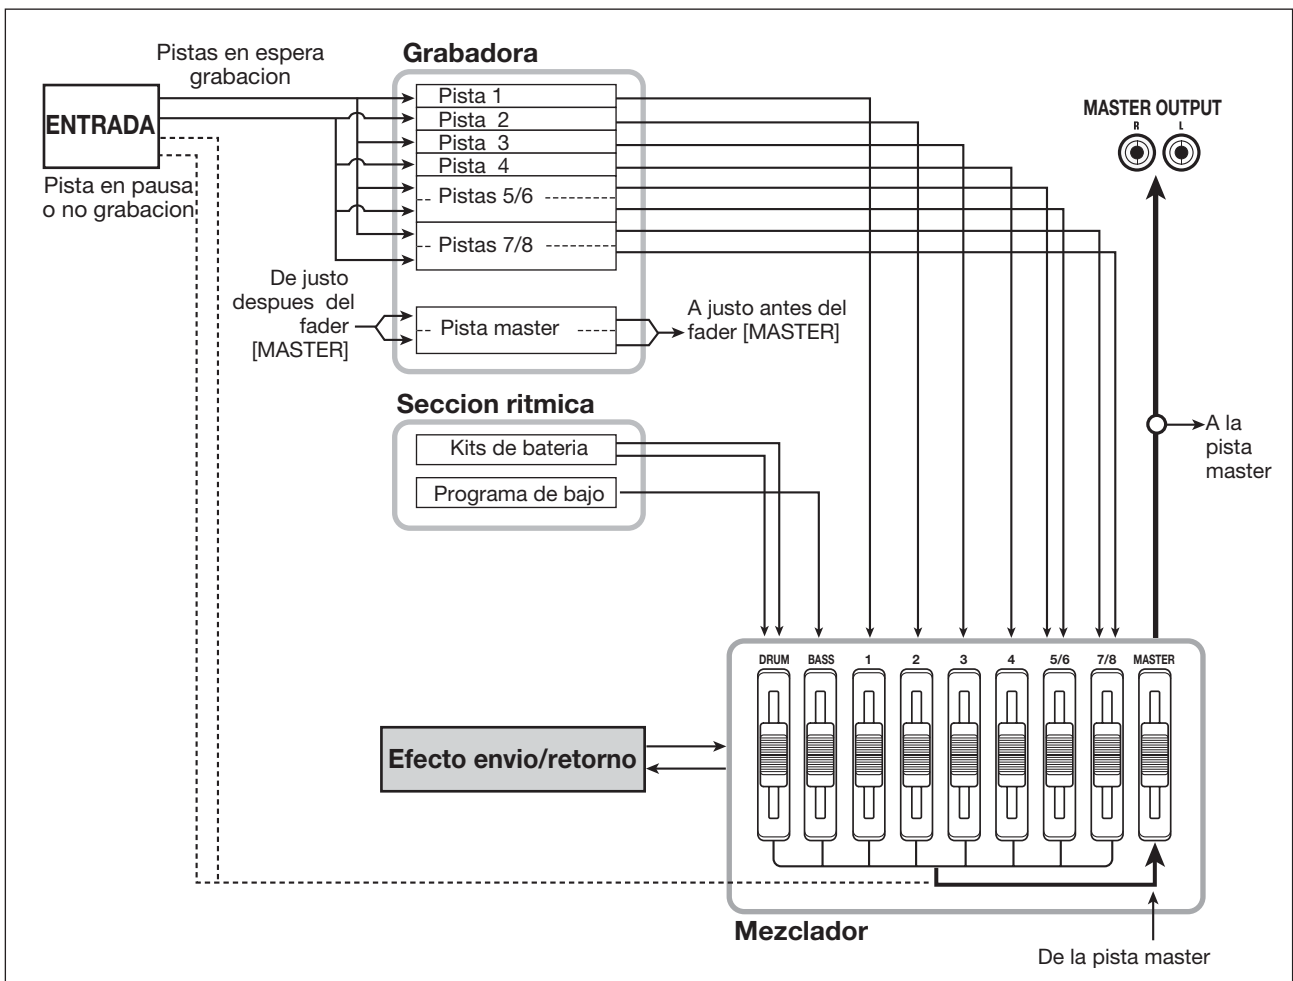 Pistas en espera
grabacion
Grabadora
ENTRADA
Pista 1
Pista 2
Pista 3
Pista 4
Pistas 5/6
Pistas 7/8
Pista en pausa
o no grabacion
MASTER OUTPUT
R L
De justo
despues del
fader
[MASTER]
Pista master
A justo antes del
fader [MASTER]
Seccion ritmica
Kits de bateria
Programa de bajo
A la
pista
master
DRUM BASS 1 2 3 4 5/6 7/8 MASTER
Efecto envio/retorno
Mezclador
De la pista master